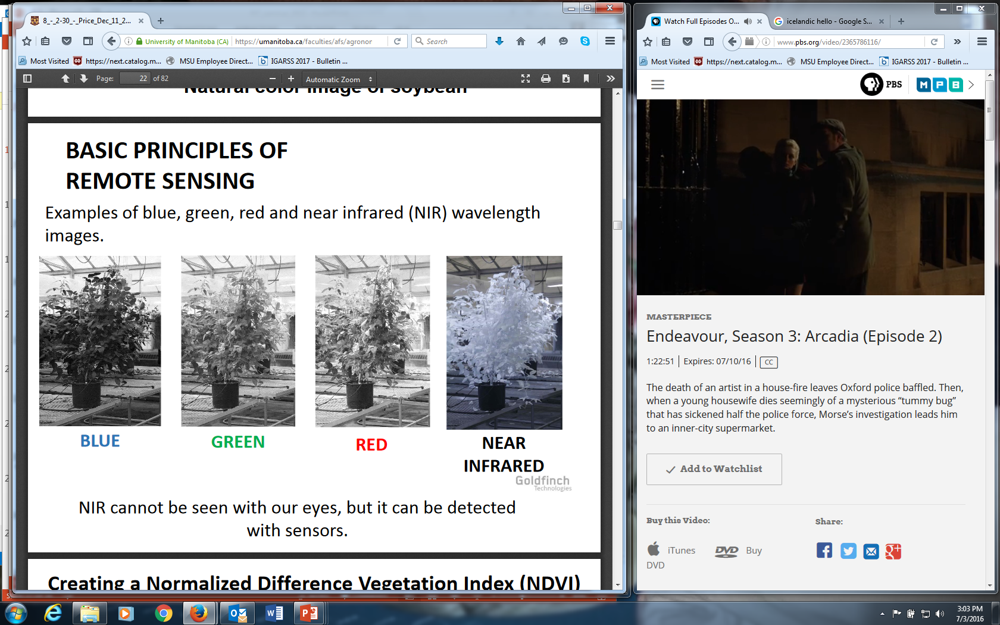 8_-_2-30_-_Price_Dec_11_2...
University of Manitoba (CA)
https://umanitoba.ca/faculties/afs/agronor
Search
Most Visited
https://next.catalog.m...
MSU Employee Direct...
IGARSS 2017 - Bulletin ...
Page:
22
of 82
Automatic Zoom
Natural color image of soybean
BASIC PRINCIPLES OF
REMOTE SENSING
Examples of blue, green, red and near infrared (NIR) wavelength
images.
BLUE
GREEN
RED
NEAR
INFRARED
Goldfinch
Technologies
NIR cannot be seen with our eyes, but it can be detected
with sensors.
Creating a Normalized Difference Vegetation Index (NDVI)
Watch Full Episodes O...
icelandic hello - Google S...
www.pbs.org/video/2365786116/
Most Visited
https://next.catalog.m...
MSU Employee Direct...
IGARSS 2017 - Bulletin ...
PBS
MPB
MASTERPIECE
Endeavour, Season 3: Arcadia (Episode 2)
1:22:51
Expires: 07/10/16
CC
The death of an artist in a house-fire leaves Oxford police baffled. Then,
when a young housewife dies seemingly of a mysterious “tummy bug”
that has sickened half the police force, Morse’s investigation leads him
to an inner-city supermarket.
Add to Watchlist
Buy this Video:
Share:
iTunes
DVD
Buy
DVD
3:03 PM
7/3/2016